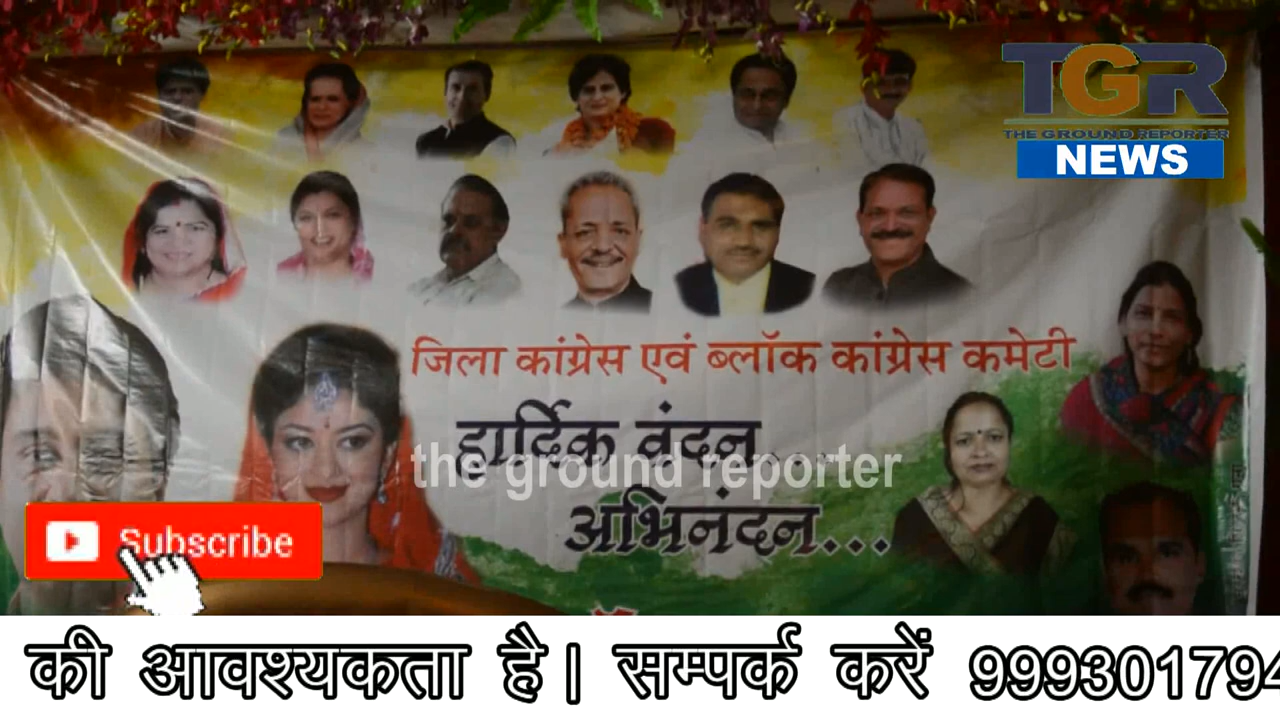 TGR
THE GROUND REPORTER
NEWS
जिला कांग्रेस एवं ब्लॉक कांग्रेस कमेटी
हार्दिक वंदन...
the ground reporter
अभिनंदन...
Subscribe
की आवश्यकता है। सम्पर्क करें 999301794